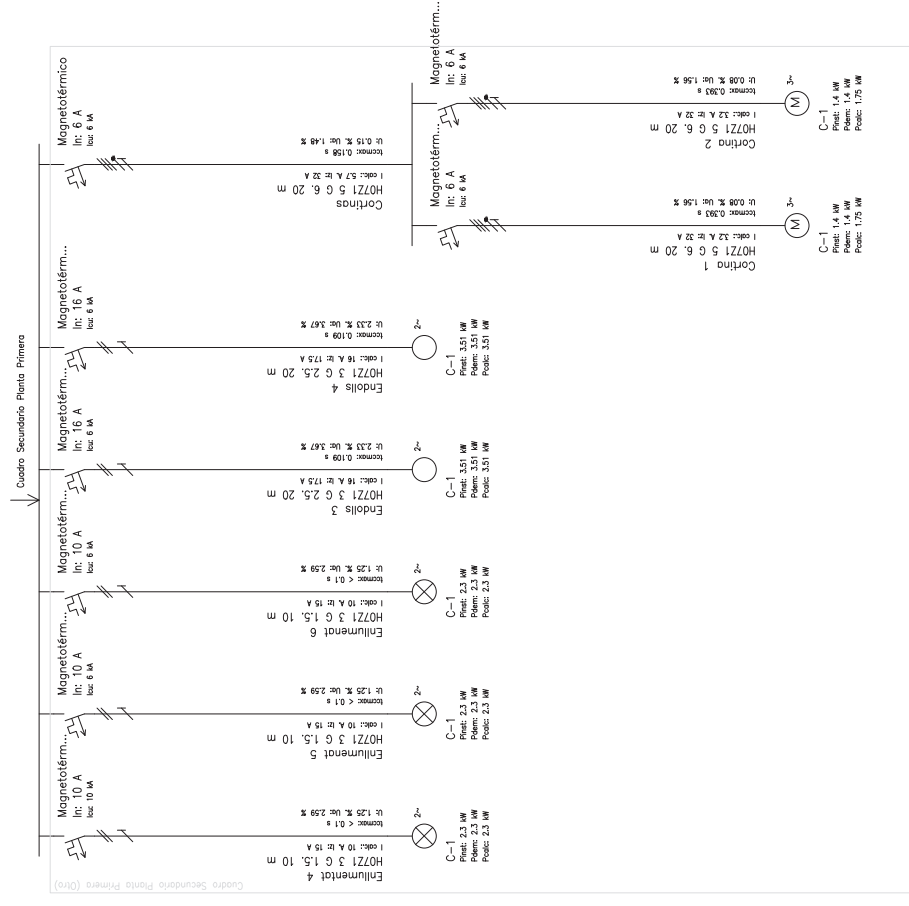 Cuadro Secundario Planta Primera
Magnetotérmico
In: 6 A
Icu: 6 kA
U: 0.15 %, Ua: 1.48 %
tccmax: 0.158 s
I calc.: 5.7 A, Iz: 32 A
H07Z1 5 G 6. 20 m
Cortinas
Magnetotérm...
In: 6 A
Icu: 6 kA
U: 0.08 %, Ua: 1.56 %
tccmax: 0.393 s
I calc.: 3.2 A, Iz: 32 A
H07Z1 5 G 6. 20 m
Cortina 2
3~
M
C-1
Pinst: 1.4 kW
Pdem: 1.4 kW
Pcalc: 1.75 kW
Magnetotérm...
In: 6 A
Icu: 6 kA
U: 0.08 %, Ua: 1.56 %
tccmax: 0.393 s
I calc.: 3.2 A, Iz: 32 A
H07Z1 5 G 6. 20 m
Cortina 1
3~
M
C-1
Pinst: 1.4 kW
Pdem: 1.4 kW
Pcalc: 1.75 kW
Magnetotérm...
In: 16 A
Icu: 6 kA
U: 2.33 %, Ua: 3.67 %
tccmax: 0.109 s
I calc.: 16 A, Iz: 17.5 A
H07Z1 3 G 2.5. 20 m
Endolls 4
2~
C-1
Pinst: 3.51 kW
Pdem: 3.51 kW
Pcalc: 3.51 kW
Magnetotérm...
In: 16 A
Icu: 6 kA
U: 2.33 %, Ua: 3.67 %
tccmax: 0.109 s
I calc.: 16 A, Iz: 17.5 A
H07Z1 3 G 2.5. 20 m
Endolls 3
2~
C-1
Pinst: 3.51 kW
Pdem: 3.51 kW
Pcalc: 3.51 kW
Magnetotérm...
In: 10 A
Icu: 6 kA
U: 1.25 %, Ua: 2.59 %
tccmax: < 0.1 s
I calc.: 10 A, Iz: 15 A
H07Z1 3 G 1.5. 10 m
Enllumenat 6
2~
C-1
Pinst: 2.3 kW
Pdem: 2.3 kW
Pcalc: 2.3 kW
Magnetotérm...
In: 10 A
Icu: 6 kA
U: 1.25 %, Ua: 2.59 %
tccmax: < 0.1 s
I calc.: 10 A, Iz: 15 A
H07Z1 3 G 1.5. 10 m
Enllumenat 5
2~
C-1
Pinst: 2.3 kW
Pdem: 2.3 kW
Pcalc: 2.3 kW
Magnetotérm...
In: 10 A
Icu: 10 kA
U: 1.25 %, Ua: 2.59 %
tccmax: < 0.1 s
I calc.: 10 A, Iz: 15 A
H07Z1 3 G 1.5. 10 m
Enllumentat 4
2~
C-1
Pinst: 2.3 kW
Pdem: 2.3 kW
Pcalc: 2.3 kW
Cuadro Secundario Planta Primera (Otro)